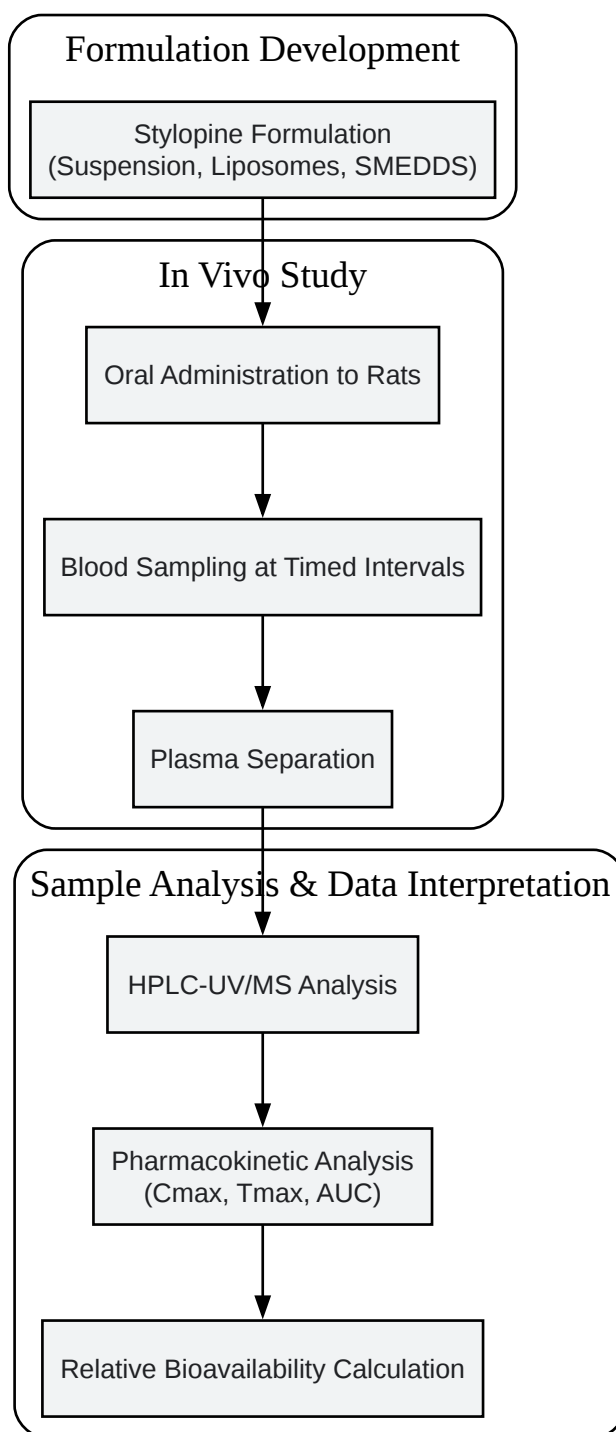 Formulation Development
Stylopine Formulation
(Suspension, Liposomes, SMEDDS)
In Vivo Study
Oral Administration to Rats
Blood Sampling at Timed Intervals
Plasma Separation
Sample Analysis & Data Interpretation
HPLC-UV/MS Analysis
Pharmacokinetic Analysis
(Cmax, Tmax, AUC)
Relative Bioavailability Calculation